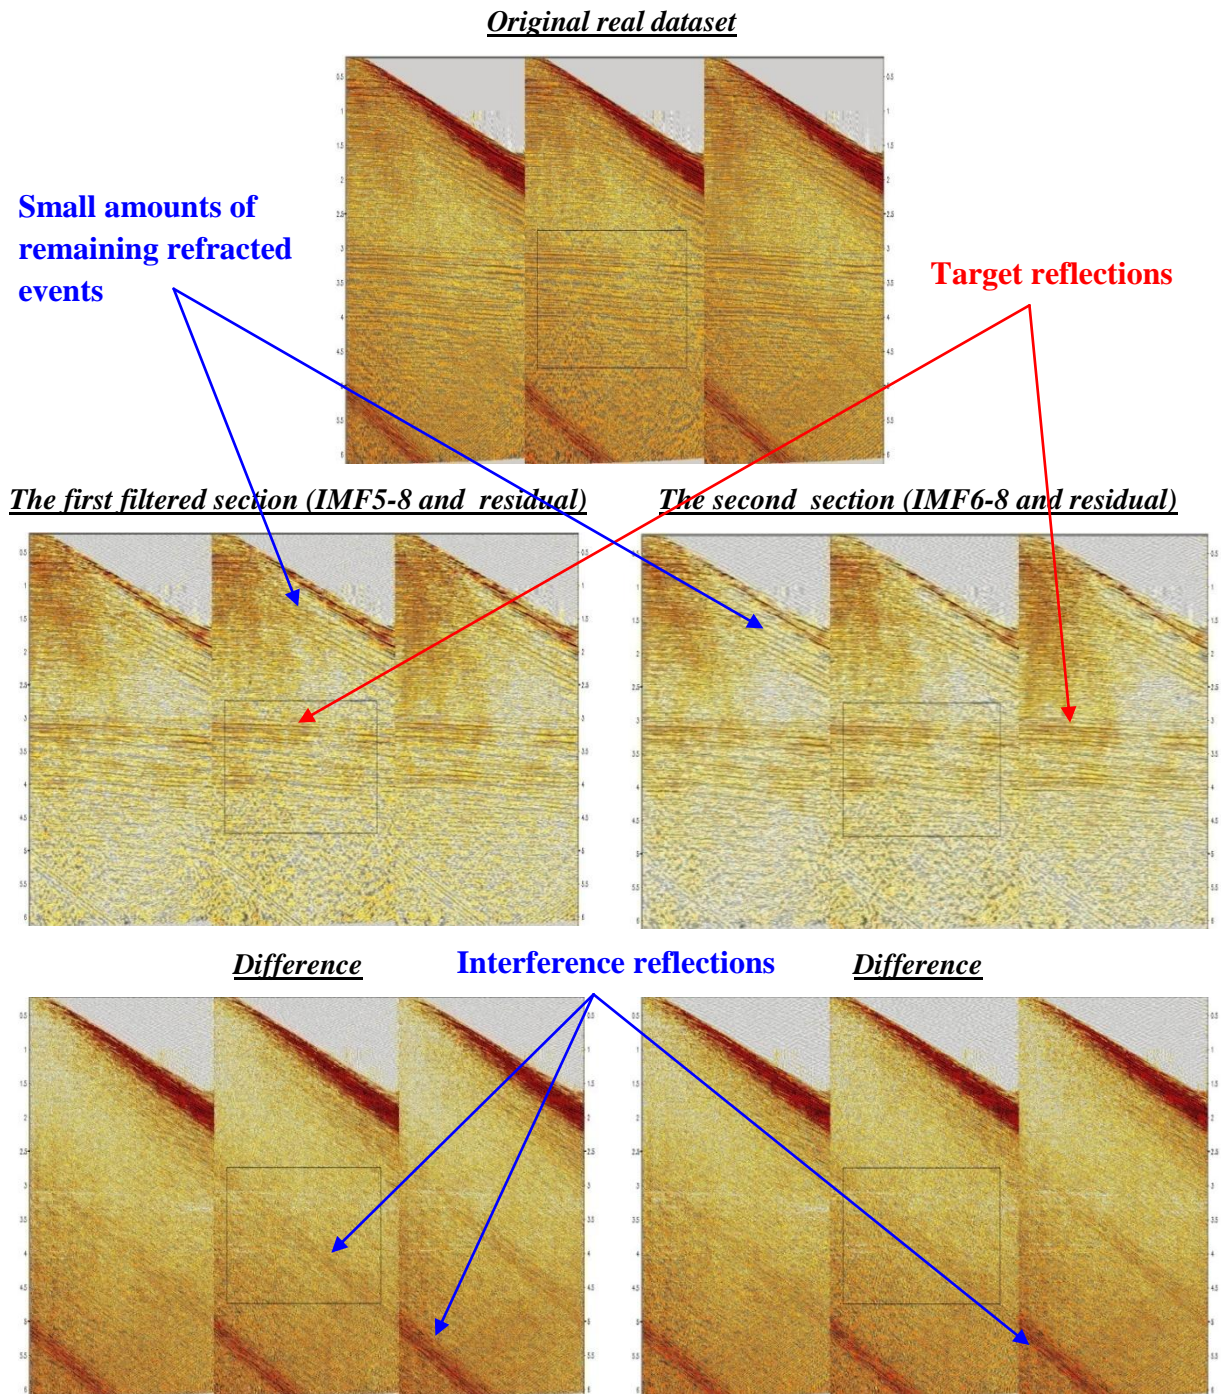 Original real dataset
Small amounts of
remaining refracted
events
Target reflections
The first filtered section (IMF5-8 and residual)
The second section (IMF6-8 and residual)
Difference
Interference reflections
Difference